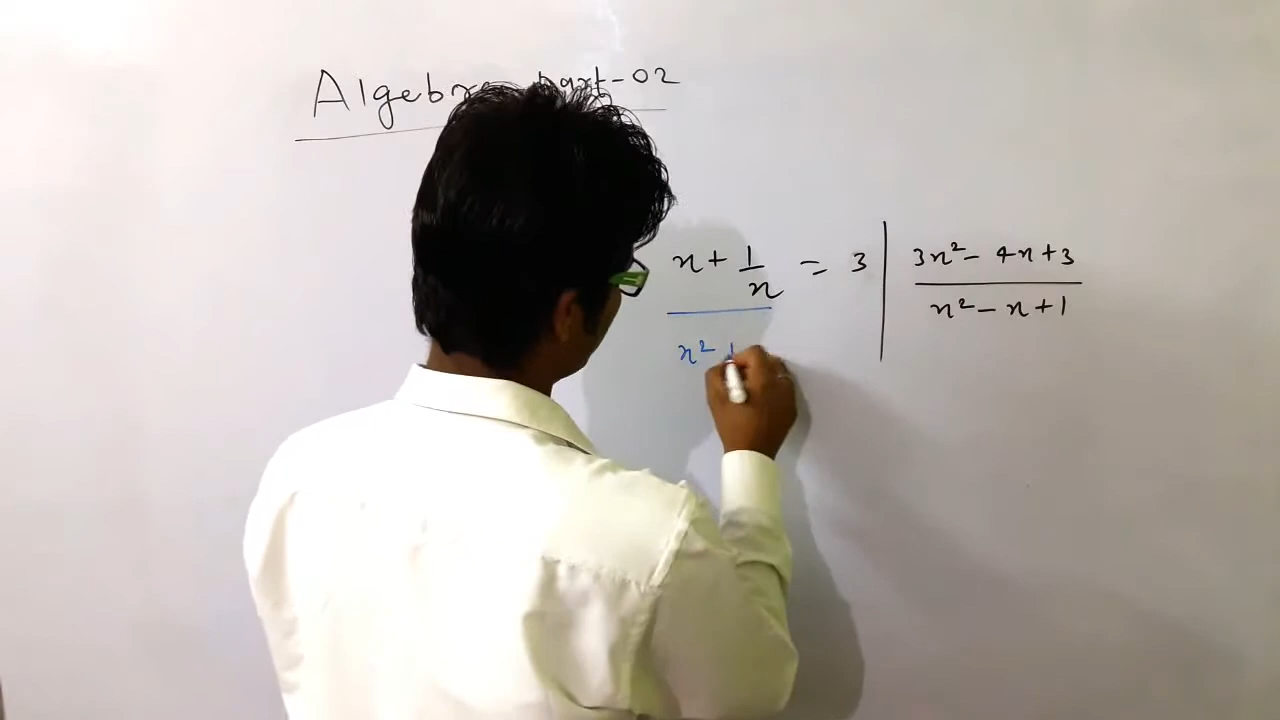 Algebra part-02
x + 1/x = 3 | 3x² - 4x + 3 / x² - x + 1
x²